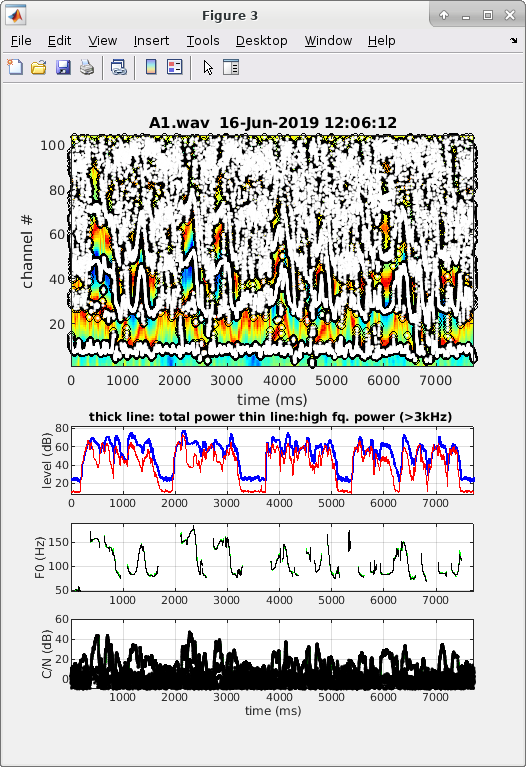 Figure 3
File Edit View Insert Tools Desktop Window Help
A1.wav 16-Jun-2019 12:06:12
channel #
100
80
60
40
20
0 1000 2000 3000 4000 5000 6000 7000
time (ms)
thick line: total power thin line:high fq. power (>3kHz)
level (dB)
80
60
40
20
0 1000 2000 3000 4000 5000 6000 7000
F0 (Hz)
150
100
50
1000 2000 3000 4000 5000 6000 7000
C/N (dB)
60
40
20
0
1000 2000 3000 4000 5000 6000 7000
time (ms)